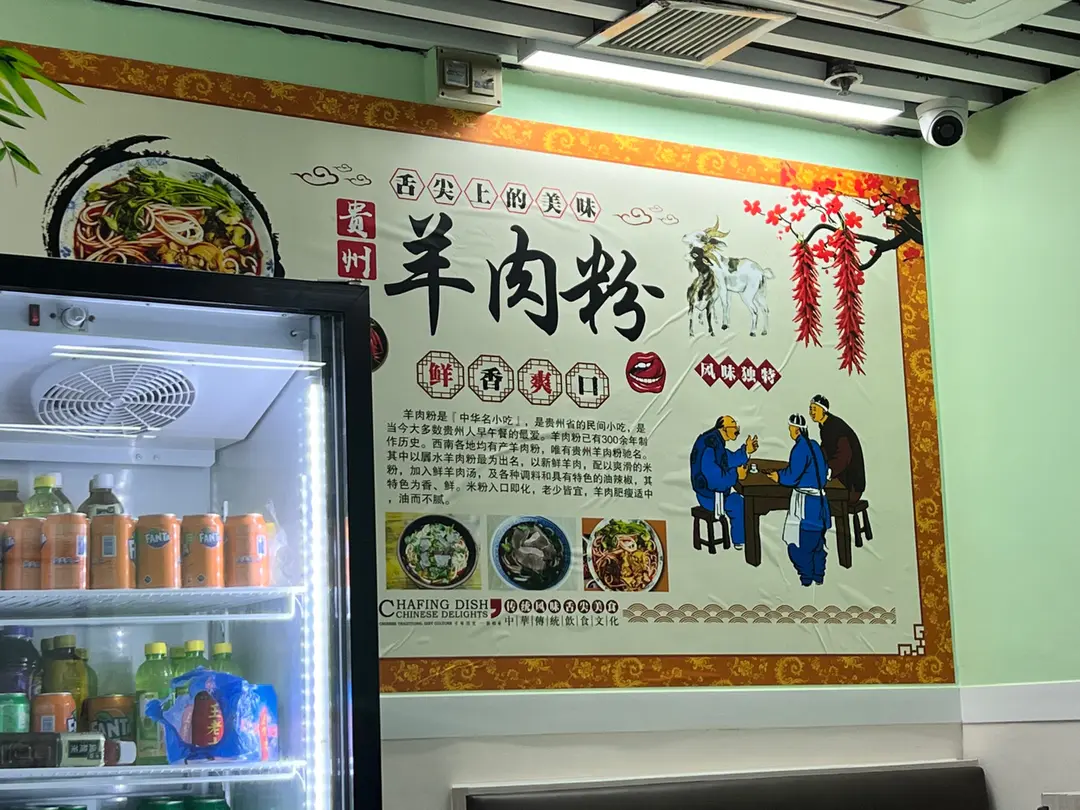 舌尖上的美味
貴州
羊肉粉
鲜香爽口
风味独特
羊肉粉是『中华名小吃』，是贵州省的民间小吃，是
当今大多数贵州人早午餐的最爱。羊肉粉已有300余年制
作历史。西南各地均有产羊肉粉，唯有贵州羊肉粉驰名。
其中以属水羊肉粉最为出名，以新鲜羊肉，配以爽滑的米
粉，加入鲜羊肉汤，及各种调料和具有特色的油辣椒，其
特色为香、鲜。米粉入口即化，老少皆宜，羊肉肥瘦适中
，油而不腻。
CHAFING DISH
CHINESE DELIGHTS
传统风味舌尖美食
中華傳統飲食文化
FANTA
FANTA
FANTA
王老